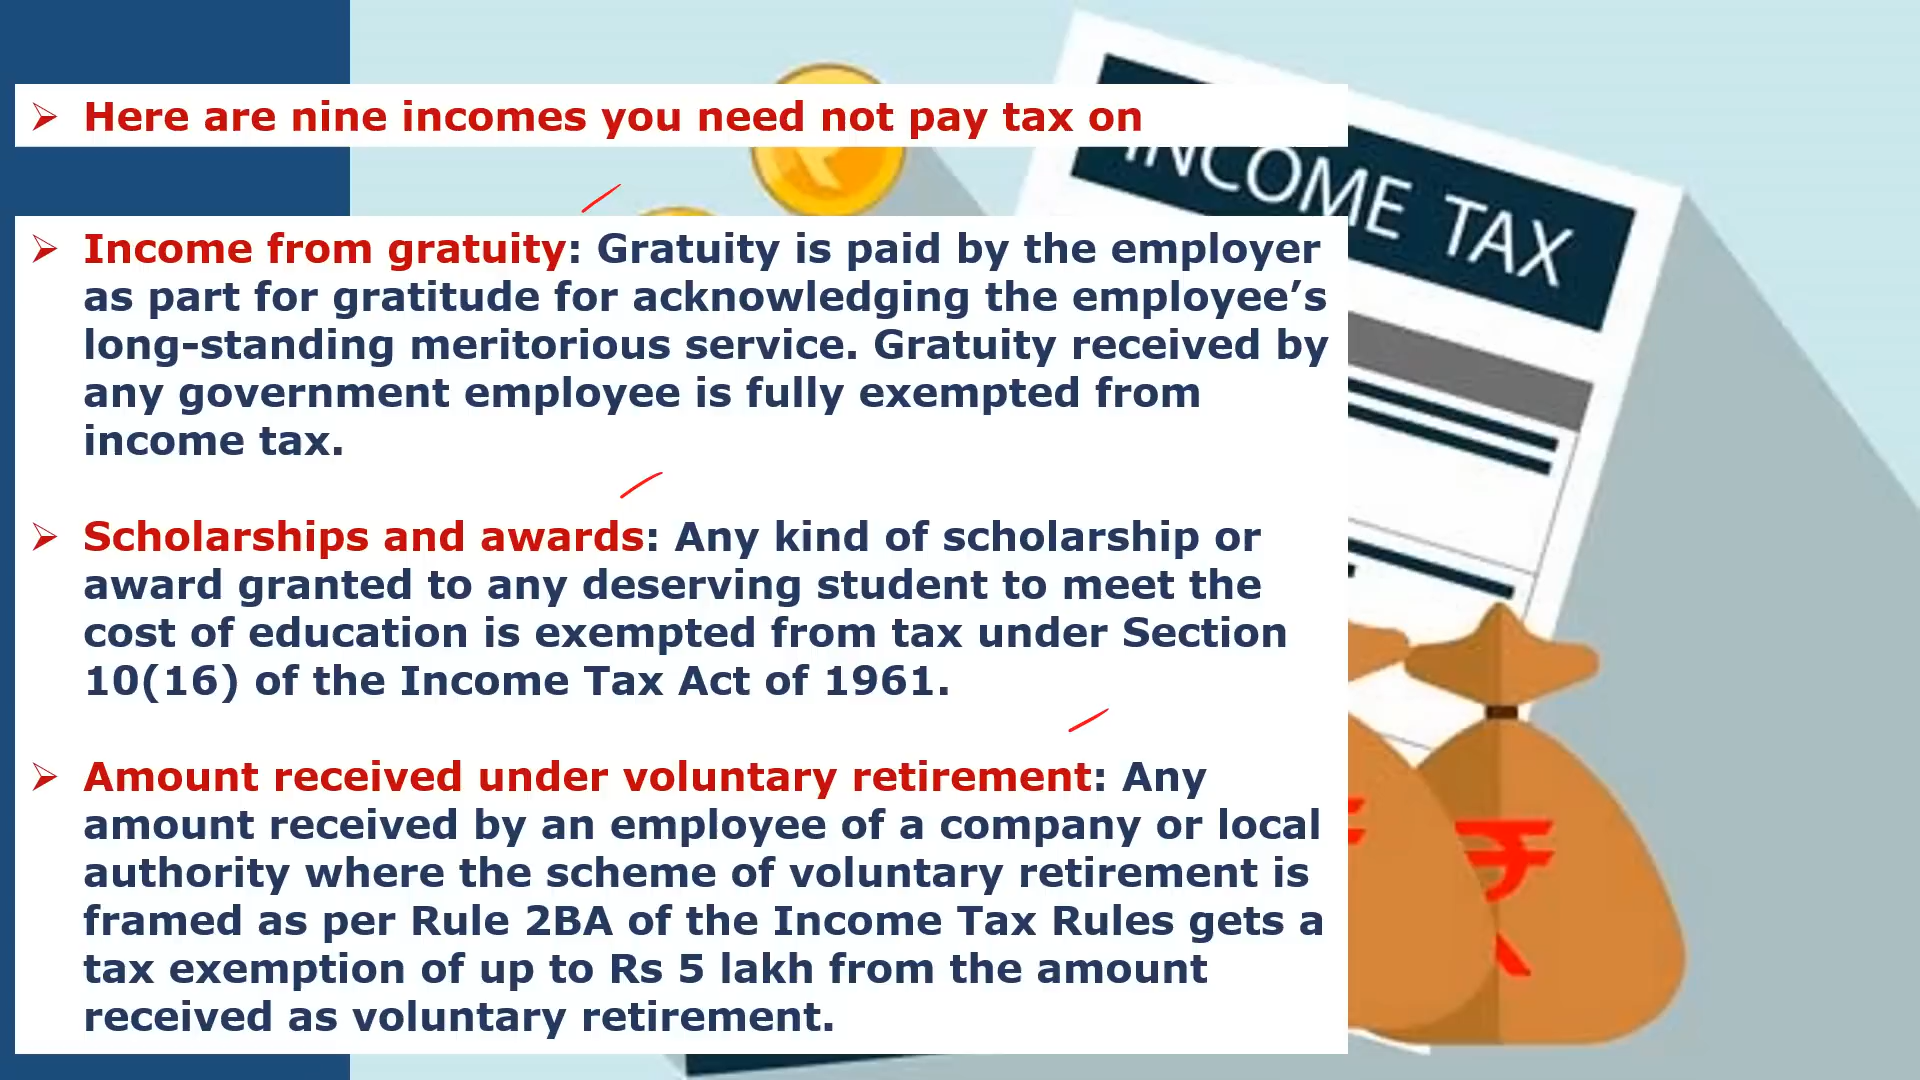 ➢ Here are nine incomes you need not pay tax on
INCOME TAX
➢ Income from gratuity: Gratuity is paid by the employer
as part for gratitude for acknowledging the employee’s
long-standing meritorious service. Gratuity received by
any government employee is fully exempted from
income tax.
➢ Scholarships and awards: Any kind of scholarship or
award granted to any deserving student to meet the
cost of education is exempted from tax under Section
10(16) of the Income Tax Act of 1961.
➢ Amount received under voluntary retirement: Any
amount received by an employee of a company or local
authority where the scheme of voluntary retirement is
framed as per Rule 2BA of the Income Tax Rules gets a
tax exemption of up to Rs 5 lakh from the amount
received as voluntary retirement.
₹